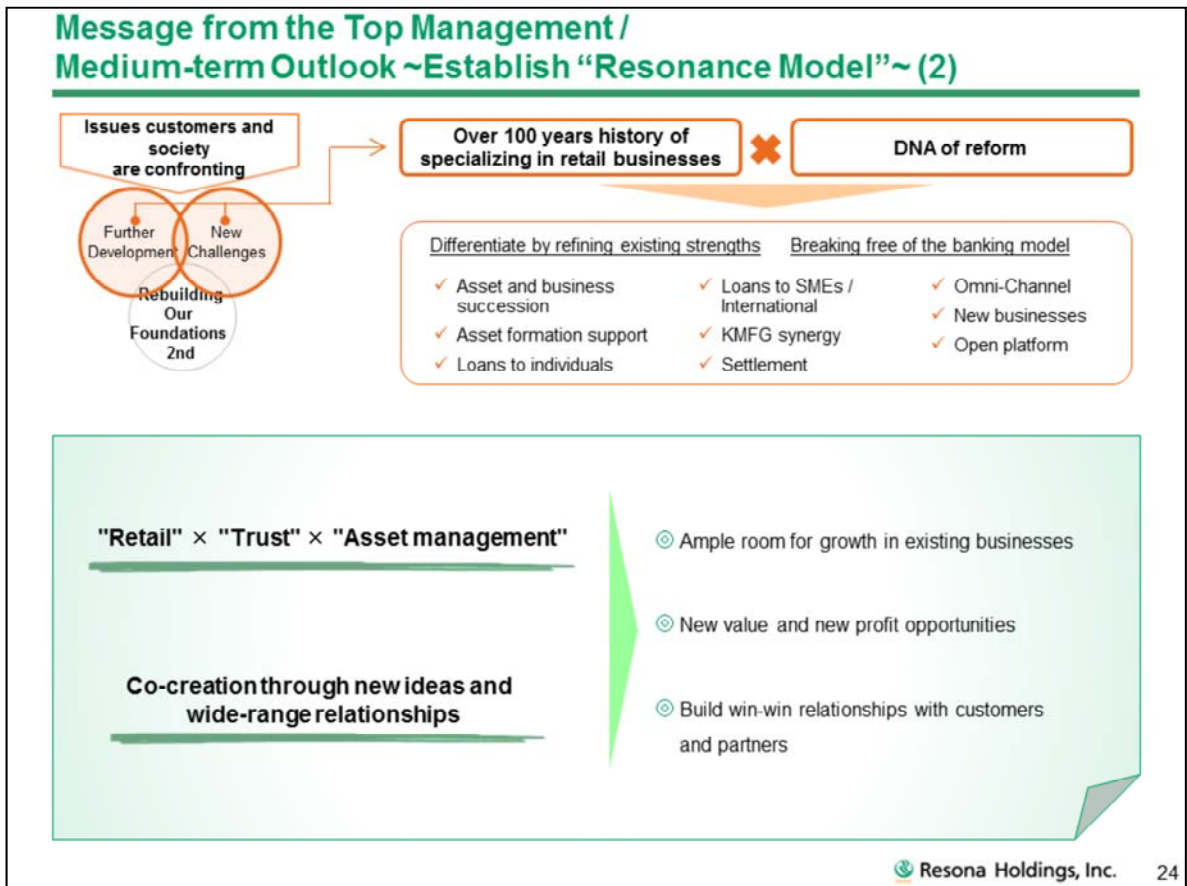 Message from the Top Management /
Medium-term Outlook ~Establish “Resonance Model”~ (2)
Issues customers and
society
are confronting
Further
Development
New
Challenges
Rebuilding
Our
Foundations
2nd
Over 100 years history of
specializing in retail businesses
✖
DNA of reform
Differentiate by refining existing strengths
Breaking free of the banking model
✓ Asset and business
succession
✓ Asset formation support
✓ Loans to individuals
✓ Loans to SMEs /
International
✓ KMFG synergy
✓ Settlement
✓ Omni-Channel
✓ New businesses
✓ Open platform
"Retail" × "Trust" × "Asset management"
Co-creation through new ideas and
wide-range relationships
◎ Ample room for growth in existing businesses
◎ New value and new profit opportunities
◎ Build win-win relationships with customers
and partners
Resona Holdings, Inc.
24